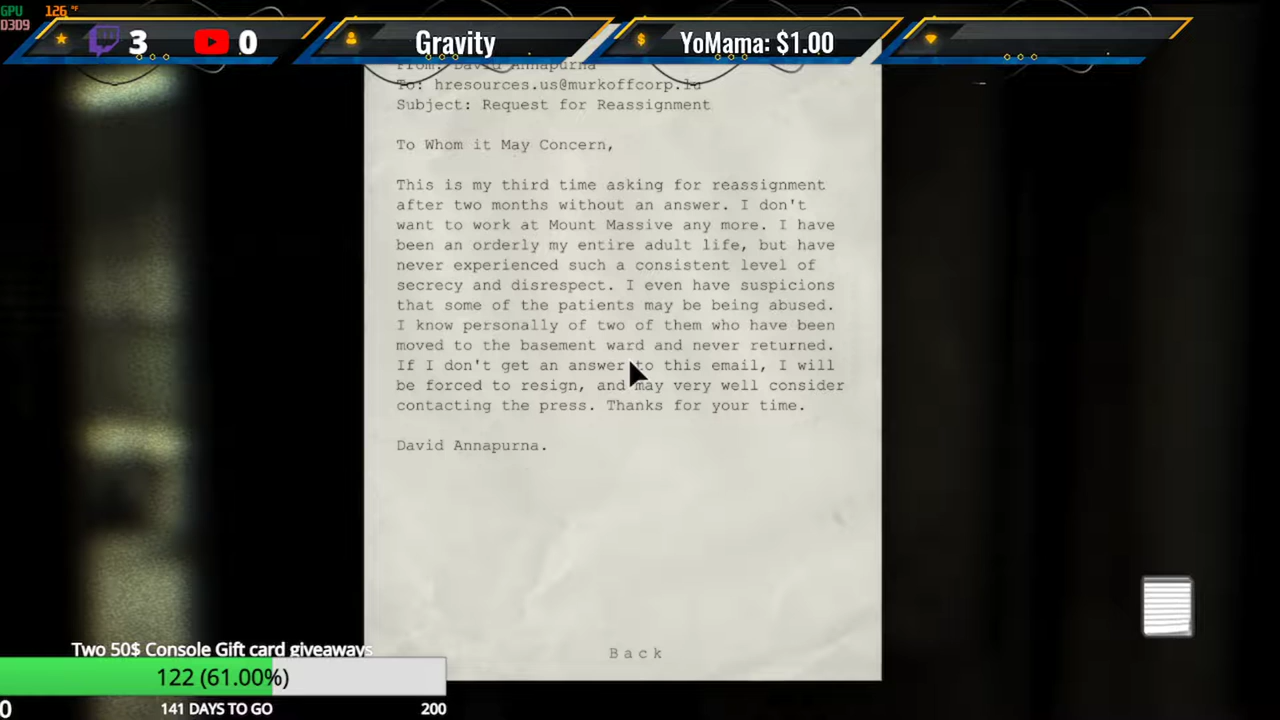 GPU 126 °F
D3D9
3
0
Gravity
YoMama: $1.00
From: David Annapurna
To: hresources.us@murkoffcorp.lu
Subject: Request for Reassignment
To Whom it May Concern,
This is my third time asking for reassignment
after two months without an answer. I don't
want to work at Mount Massive any more. I have
been an orderly my entire adult life, but have
never experienced such a consistent level of
secrecy and disrespect. I even have suspicions
that some of the patients may be being abused.
I know personally of two of them who have been
moved to the basement ward and never returned.
If I don't get an answer to this email, I will
be forced to resign, and may very well consider
contacting the press. Thanks for your time.
David Annapurna.
Back
Two 50$ Console Gift card giveaways
122 (61.00%)
0
141 DAYS TO GO
200